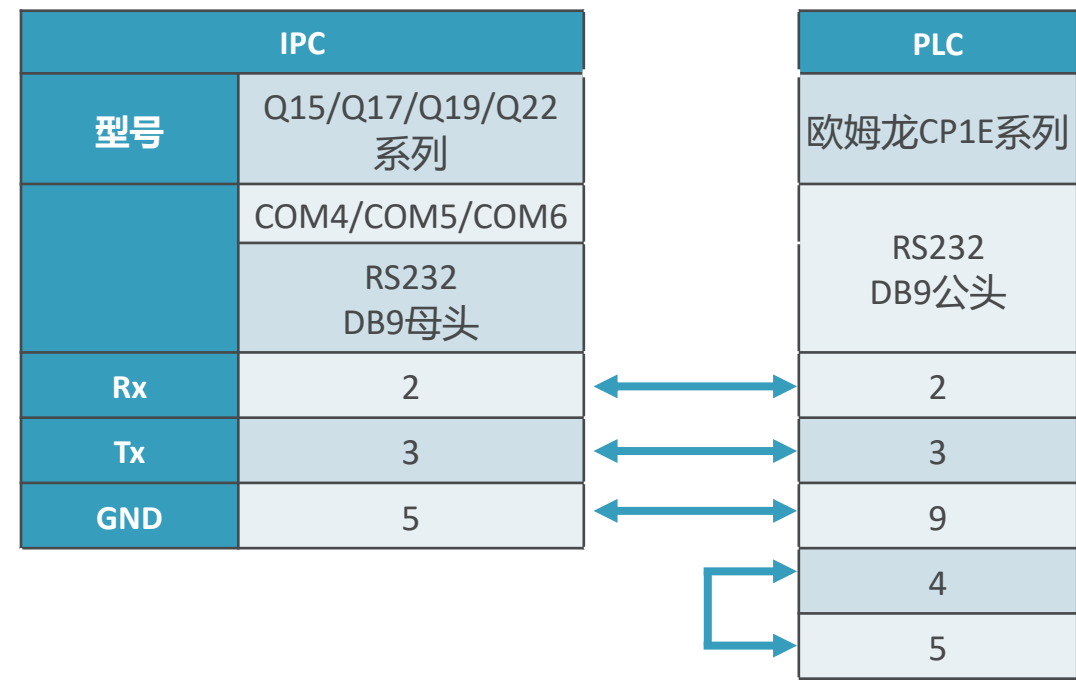 IPC
PLC
型号
Q15/Q17/Q19/Q22
系列
欧姆龙CP1E系列
COM4/COM5/COM6
RS232
DB9母头
RS232
DB9公头
Rx
2
2
Tx
3
3
GND
5
9
4
5